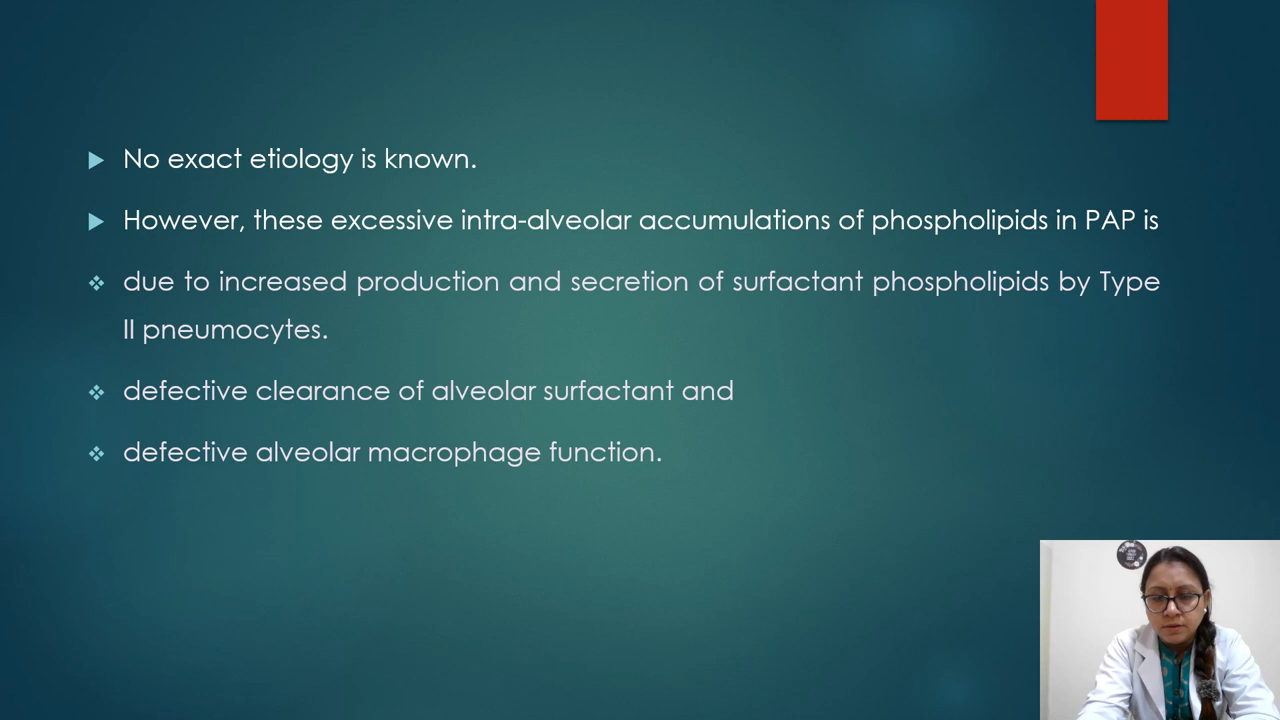 No exact etiology is known.
However, these excessive intra-alveolar accumulations of phospholipids in PAP is
due to increased production and secretion of surfactant phospholipids by Type
II pneumocytes.
defective clearance of alveolar surfactant and
defective alveolar macrophage function.